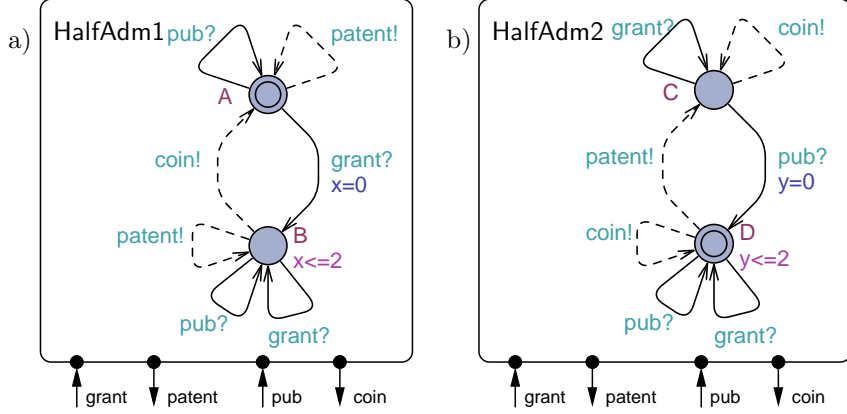 a)
HalfAdm1
pub?
patent!
A
coin!
grant?
x=0
patent!
B
x<=2
pub?
grant?
grant
patent
pub
coin
b)
HalfAdm2
grant?
coin!
C
patent!
pub?
y=0
coin!
D
y<=2
pub?
grant?
grant
patent
pub
coin